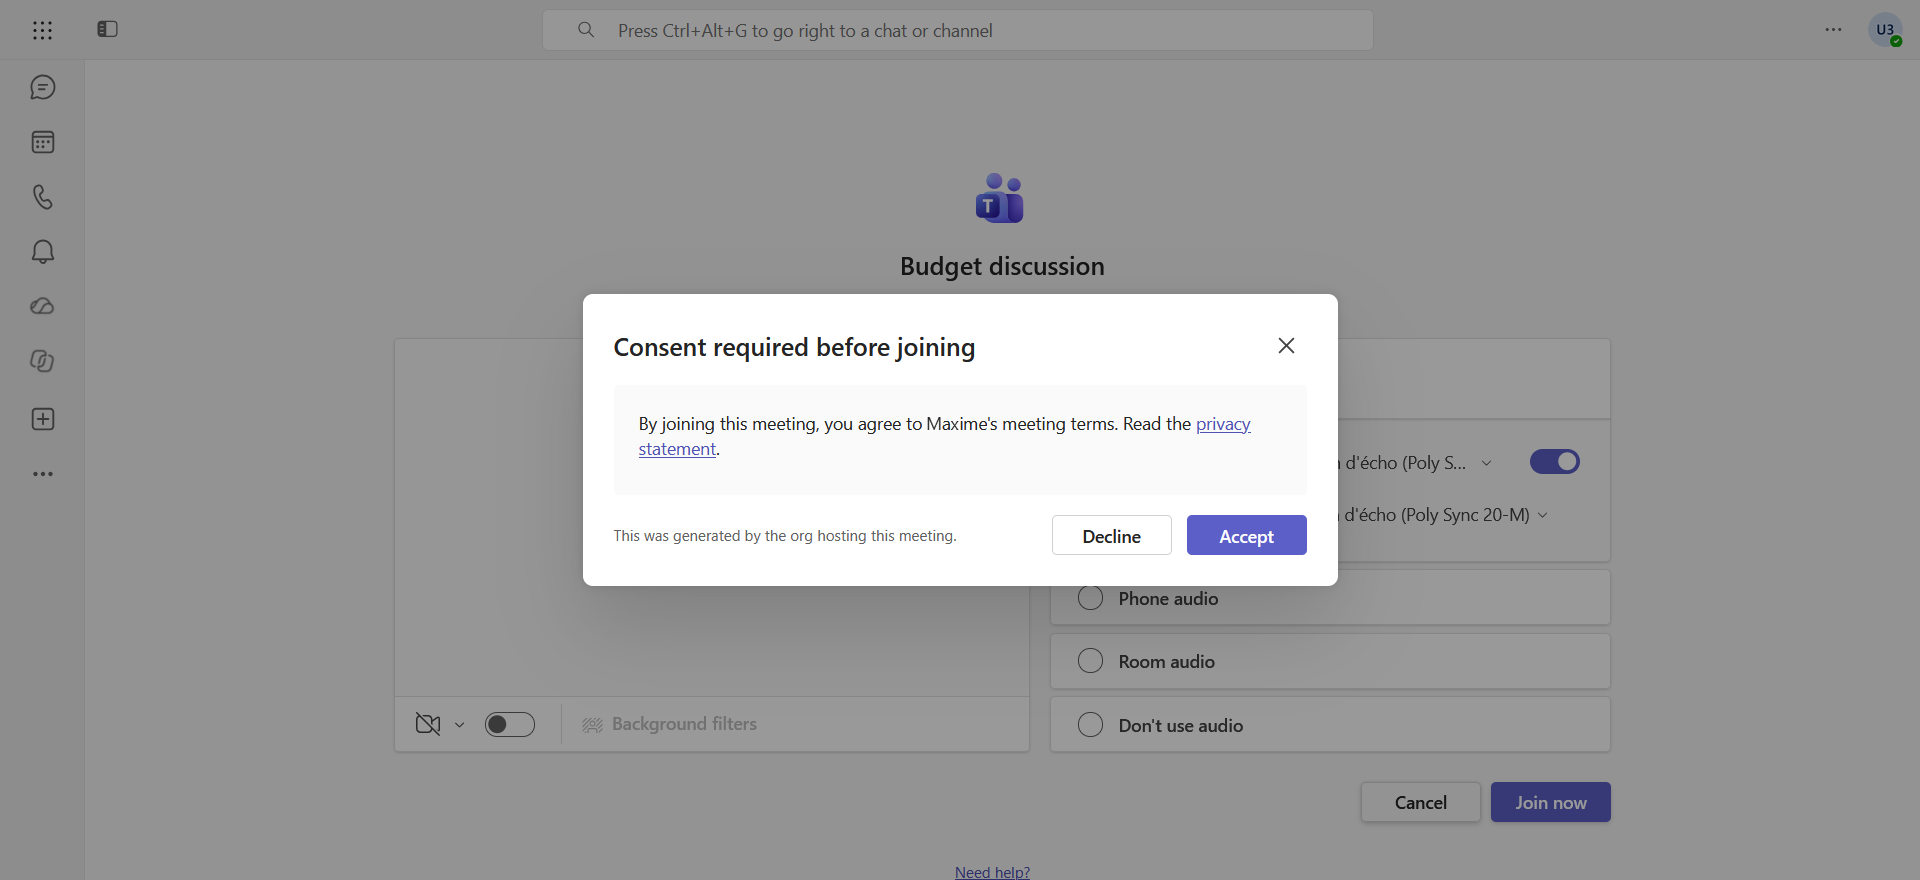 Press Ctrl+Alt+G to go right to a chat or channel
U3
T
Budget discussion
Consent required before joining
By joining this meeting, you agree to Maxime's meeting terms. Read the privacy
statement.
This was generated by the org hosting this meeting.
Decline
Accept
d'écho (Poly S...
d'écho (Poly Sync 20-M)
Phone audio
Room audio
Don't use audio
Background filters
Cancel
Join now
Need help?